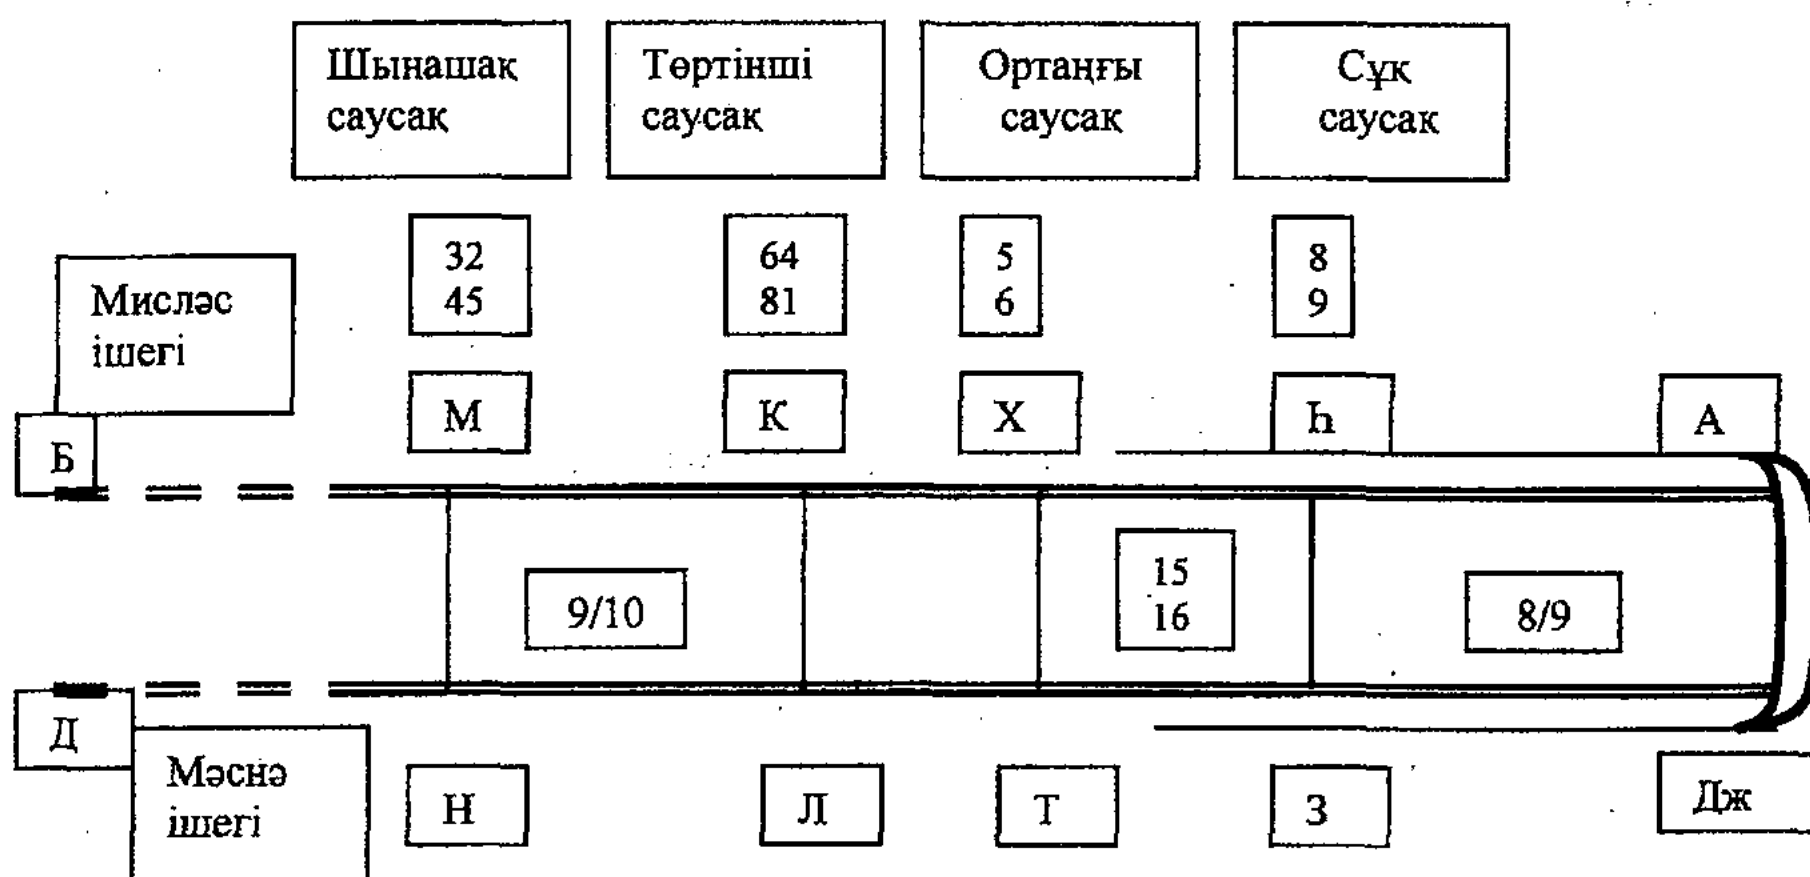 Шынашақ
саусақ
Төртінші
саусақ
Ортаңғы
саусақ
Сұқ
саусақ
32
45
64
81
5
6
8
9
Мисләс
ішегі
М
К
Х
Һ
А
Б
9/10
15
16
8/9
Д
Мәснә
ішегі
Н
Л
Т
З
Дж